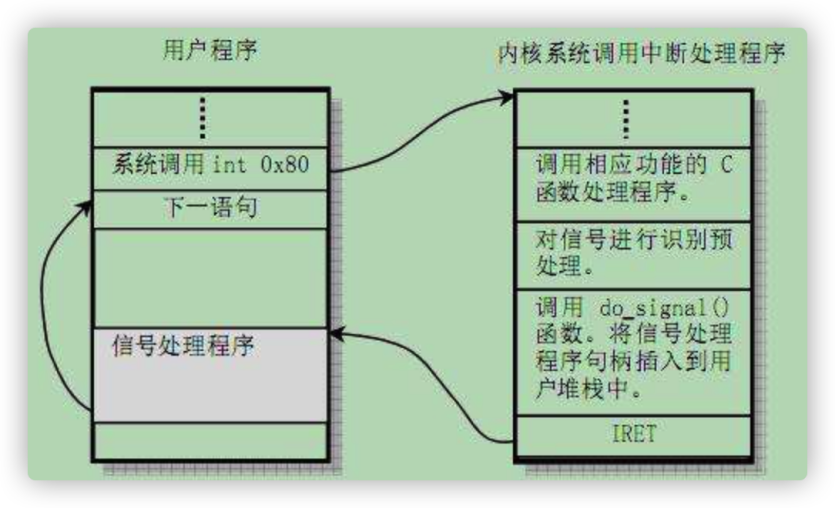 用户程序
系统调用 int 0x80
下一语句
信号处理程序
内核系统调用中断处理程序
调用相应功能的 C
函数处理程序。
对信号进行识别预
处理。
调用 do_signal()
函数。将信号处理
程序句柄插入到用
户堆栈中。
IRET